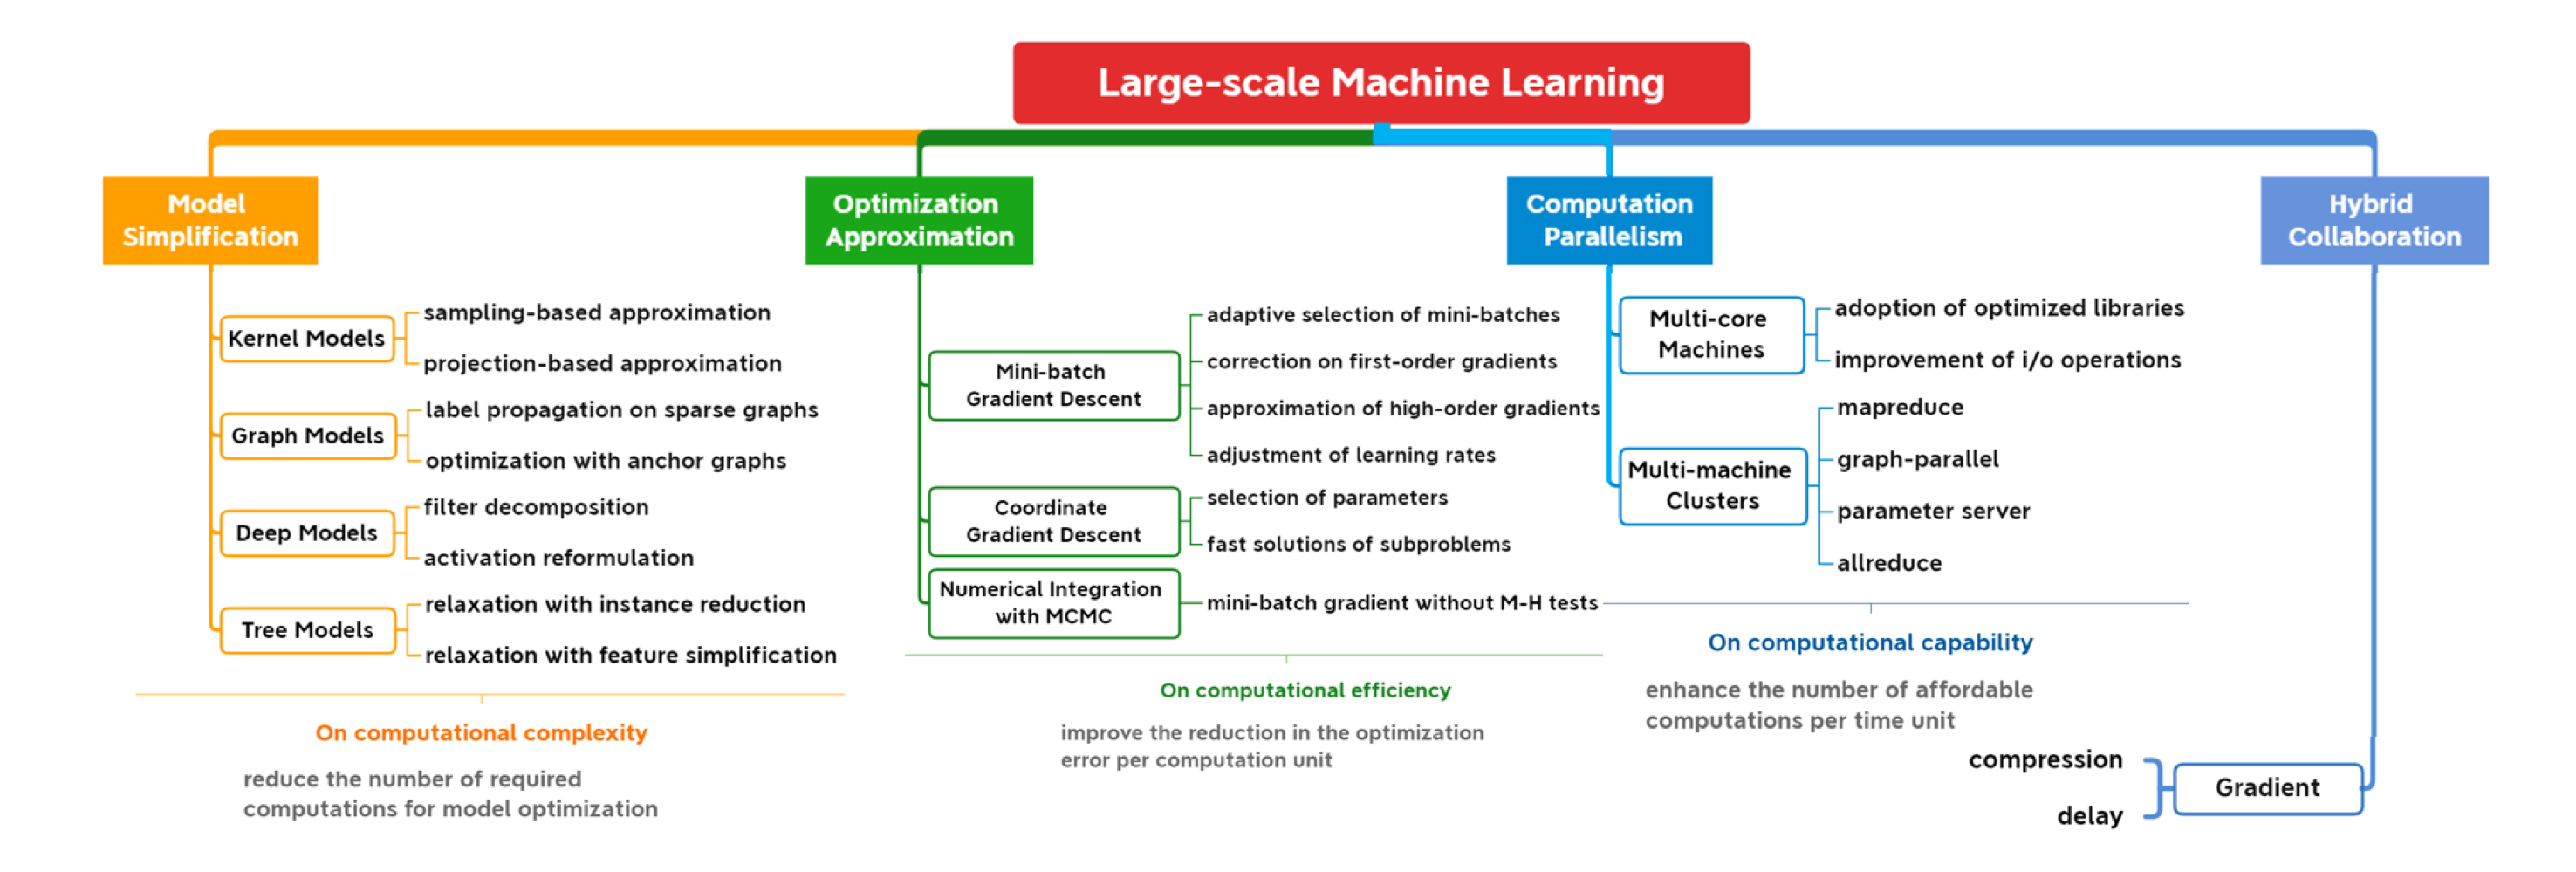 Large-scale Machine Learning
Model
Simplification
Kernel Models
sampling-based approximation
projection-based approximation
Graph Models
label propagation on sparse graphs
optimization with anchor graphs
Deep Models
filter decomposition
activation reformulation
Tree Models
relaxation with instance reduction
relaxation with feature simplification
On computational complexity
reduce the number of required
computations for model optimization
Optimization
Approximation
Mini-batch
Gradient Descent
adaptive selection of mini-batches
correction on first-order gradients
approximation of high-order gradients
adjustment of learning rates
Coordinate
Gradient Descent
selection of parameters
fast solutions of subproblems
Numerical Integration
with MCMC
mini-batch gradient without M-H tests
On computational efficiency
improve the reduction in the optimization
error per computation unit
Computation
Parallelism
Multi-core
Machines
adoption of optimized libraries
improvement of i/o operations
Multi-machine
Clusters
mapreduce
graph-parallel
parameter server
allreduce
On computational capability
enhance the number of affordable
computations per time unit
Hybrid
Collaboration
Gradient
compression
delay